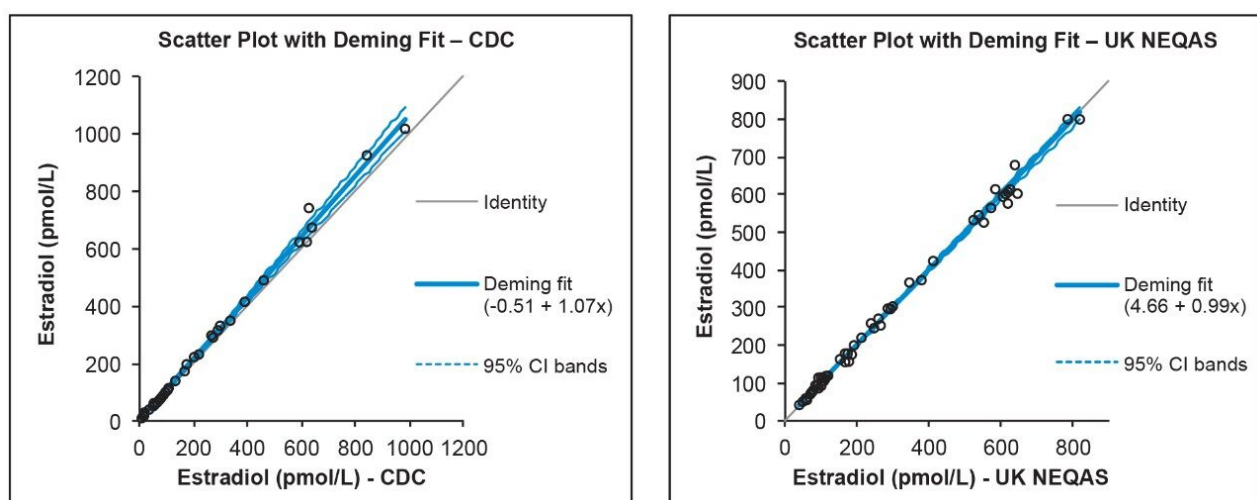 Scatter Plot with Deming Fit – CDC
1200
1000
800
600
400
200
0
Estradiol (pmol/L)
0 200 400 600 800 1000 1200
Estradiol (pmol/L) - CDC
Identity
Deming fit
(-0.51 + 1.07x)
95% CI bands
Scatter Plot with Deming Fit – UK NEQAS
900
800
700
600
500
400
300
200
100
0
Estradiol (pmol/L)
0 200 400 600 800
Estradiol (pmol/L) - UK NEQAS
Identity
Deming fit
(4.66 + 0.99x)
95% CI bands